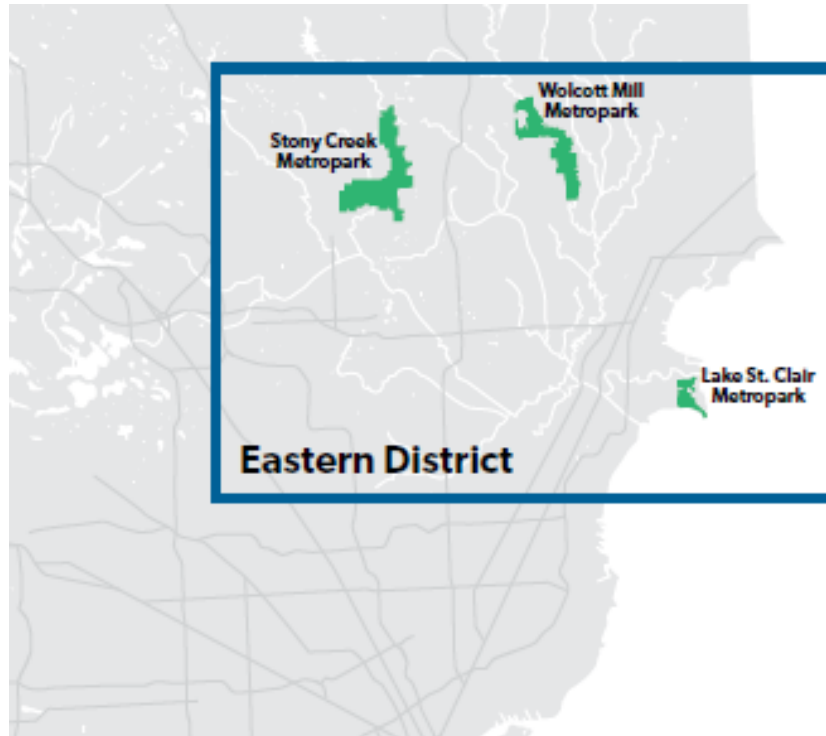 Wolcott Mill
Metropark
Stony Creek
Metropark
Lake St. Clair
Metropark
Eastern District